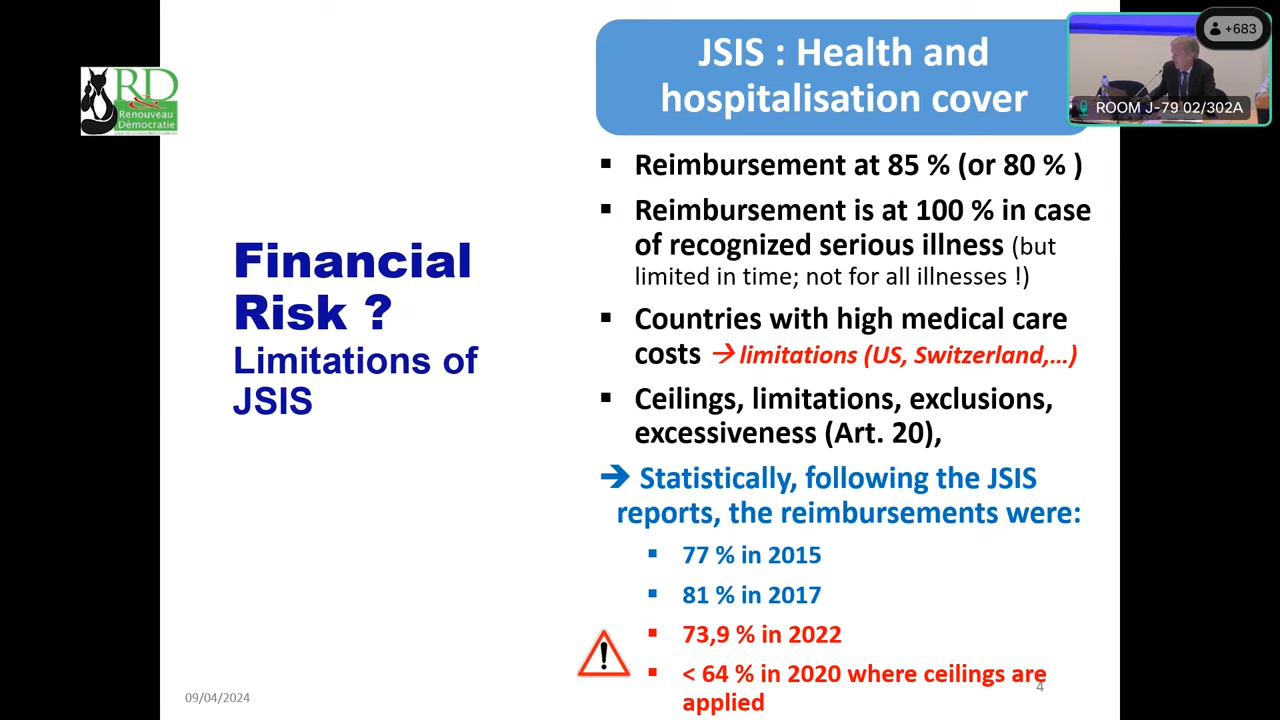 RD
&
Renouveau
Démocratie
Financial
Risk ?
Limitations of
JSIS
09/04/2024
JSIS : Health and
hospitalisation cover
+683
ROOM J-79 02/302A
▪ Reimbursement at 85 % (or 80 % )
▪ Reimbursement is at 100 % in case
of recognized serious illness (but
limited in time; not for all illnesses !)
▪ Countries with high medical care
costs → limitations (US, Switzerland,…)
▪ Ceilings, limitations, exclusions,
excessiveness (Art. 20),
➔ Statistically, following the JSIS
reports, the reimbursements were:
▪ 77 % in 2015
▪ 81 % in 2017
▪ 73,9 % in 2022
▪ < 64 % in 2020 where ceilings are
applied
4